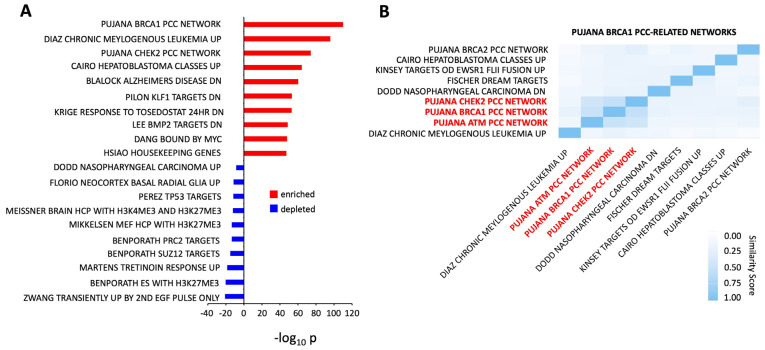 A
PUJANA BRCA1 PCC NETWORK
DIAZ CHRONIC MEYLOGENOUS LEUKEMIA UP
PUJANA CHEK2 PCC NETWORK
CAIRO HEPATOBLASTOMA CLASSES UP
BLALOCK ALZHEIMERS DISEASE DN
PILON KLF1 TARGETS DN
KRIGE RESPONSE TO TOSEDOSTAT 24HR DN
LEE BMP2 TARGETS DN
DANG BOUND BY MYC
HSIAO HOUSEKEEPING GENES
DODD NASOPHARYNGEAL CARCINOMA UP
FLORIO NEOCORTEX BASAL RADIAL GLIA UP
PEREZ TP53 TARGETS
MEISSNER BRAIN HCP WITH H3K4ME3 AND H3K27ME3
MIKKELSEN MEF HCP WITH H3K27ME3
BENPORATH PRC2 TARGETS
BENPORATH SUZ12 TARGETS
MARTENS TRETINOIN RESPONSE UP
BENPORATH ES WITH H3K27ME3
ZWANG TRANSIENTLY UP BY 2ND EGF PULSE ONLY
enriched
depleted
-40 -20 0 20 40 60 80 100 120
-log10 p
B
PUJANA BRCA1 PCC-RELATED NETWORKS
PUJANA BRCA2 PCC NETWORK
CAIRO HEPATOBLASTOMA CLASSES UP
KINSEY TARGETS OD EWSR1 FLII FUSION UP
FISCHER DREAM TARGETS
DODD NASOPHARYNGEAL CARCINOMA DN
PUJANA CHEK2 PCC NETWORK
PUJANA BRCA1 PCC NETWORK
PUJANA ATM PCC NETWORK
DIAZ CHRONIC MEYLOGENOUS LEUKEMIA UP
DIAZ CHRONIC MEYLOGENOUS LEUKEMIA UP
PUJANA ATM PCC NETWORK
PUJANA BRCA1 PCC NETWORK
PUJANA CHEK2 PCC NETWORK
DODD NASOPHARYNGEAL CARCINOMA DN
FISCHER DREAM TARGETS
KINSEY TARGETS OD EWSR1 FLII FUSION UP
CAIRO HEPATOBLASTOMA CLASSES UP
PUJANA BRCA2 PCC NETWORK
0.00
0.25
0.50
0.75
1.00
Similarity Score